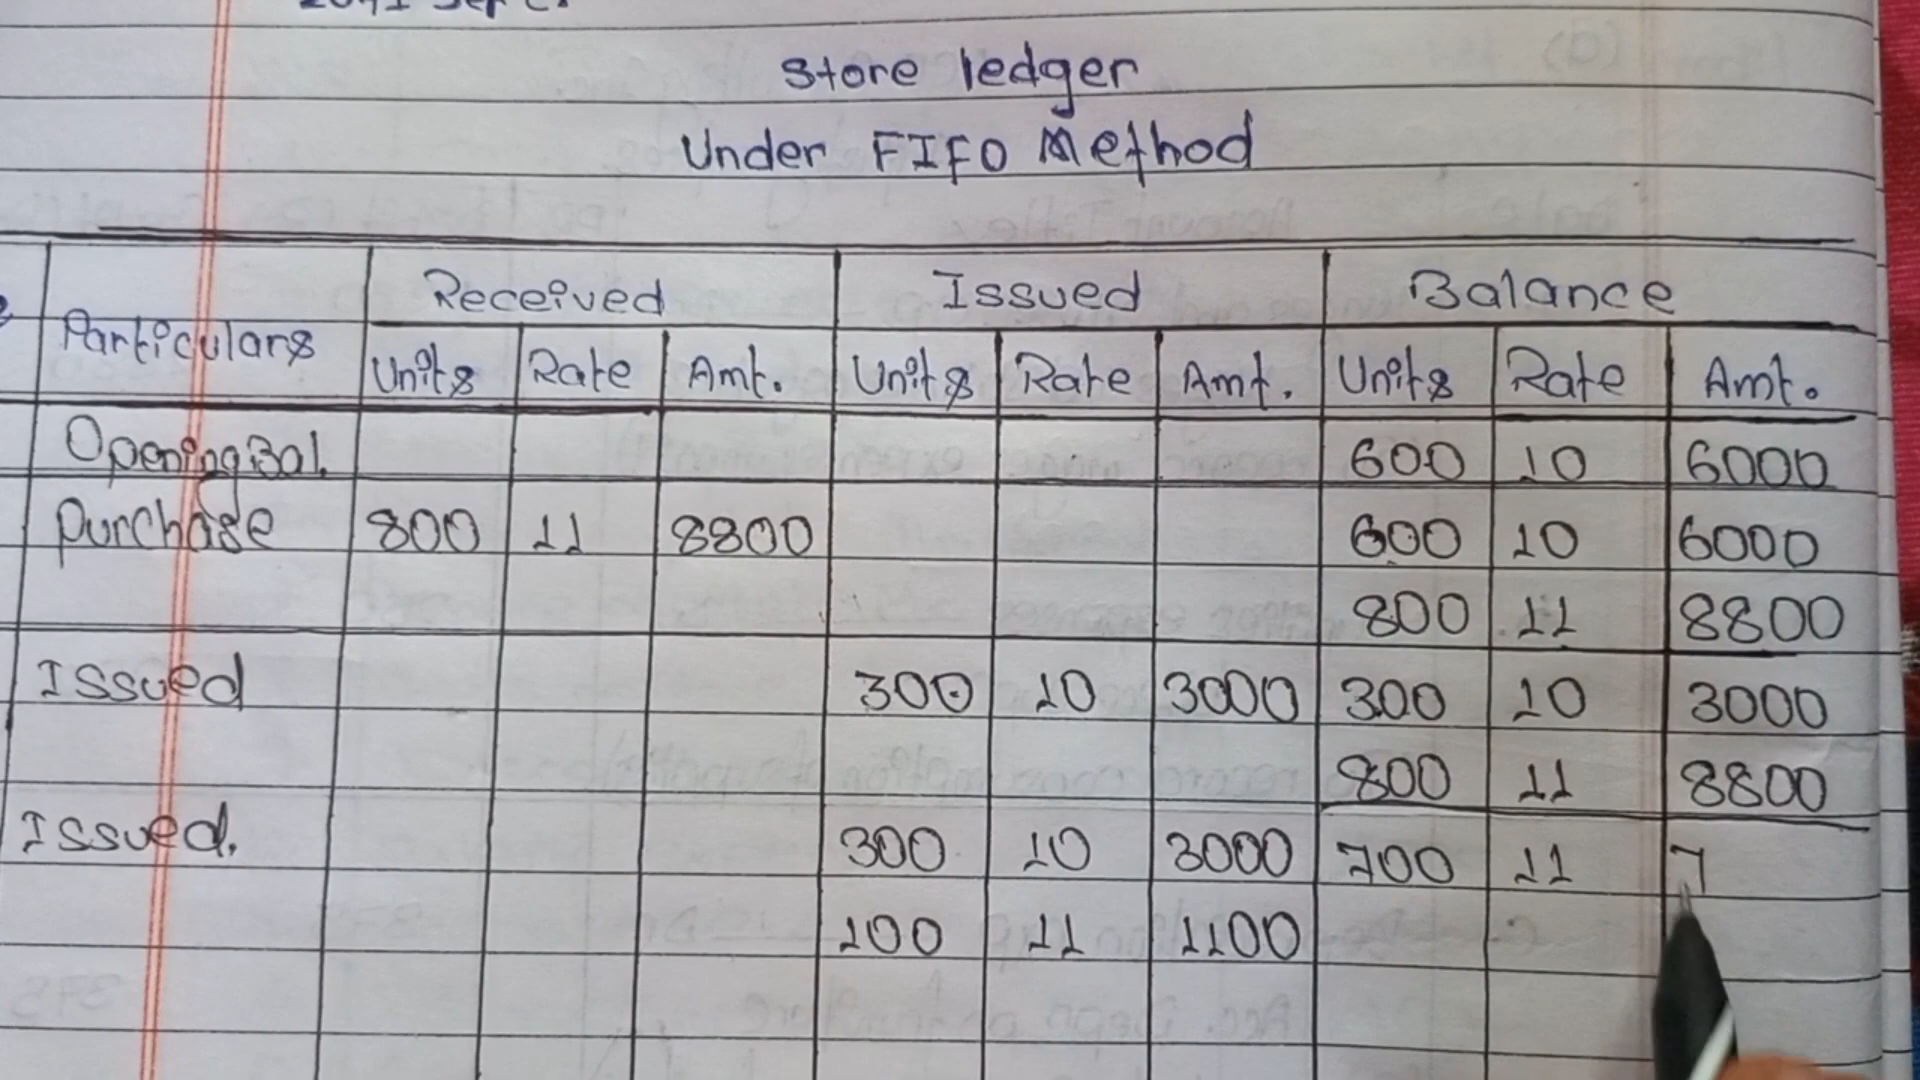 Store ledger
Under FIFO Method
Received Issued Balance
Particulars Units Rate Amt. Units Rate Amt. Units Rate Amt.
Opening Bal. 600 10 6000
Purchase 800 11 8800 600 10 6000
800 11 8800
Issued 300 10 3000 300 10 3000
800 11 8800
Issued. 300 10 3000 700 11 7
100 11 1100